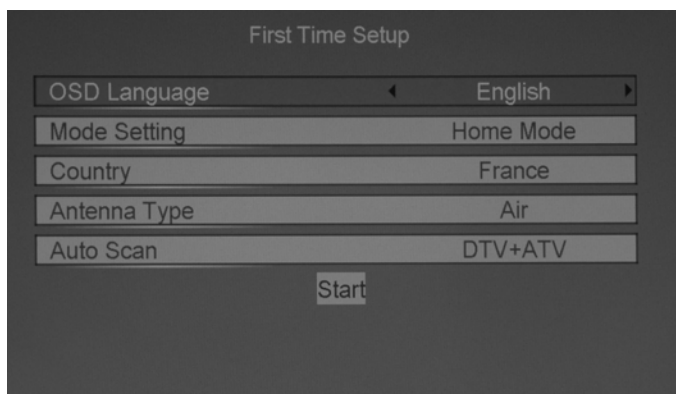 First Time Setup
OSD Language English
Mode Setting Home Mode
Country France
Antenna Type Air
Auto Scan DTV+ATV
Start